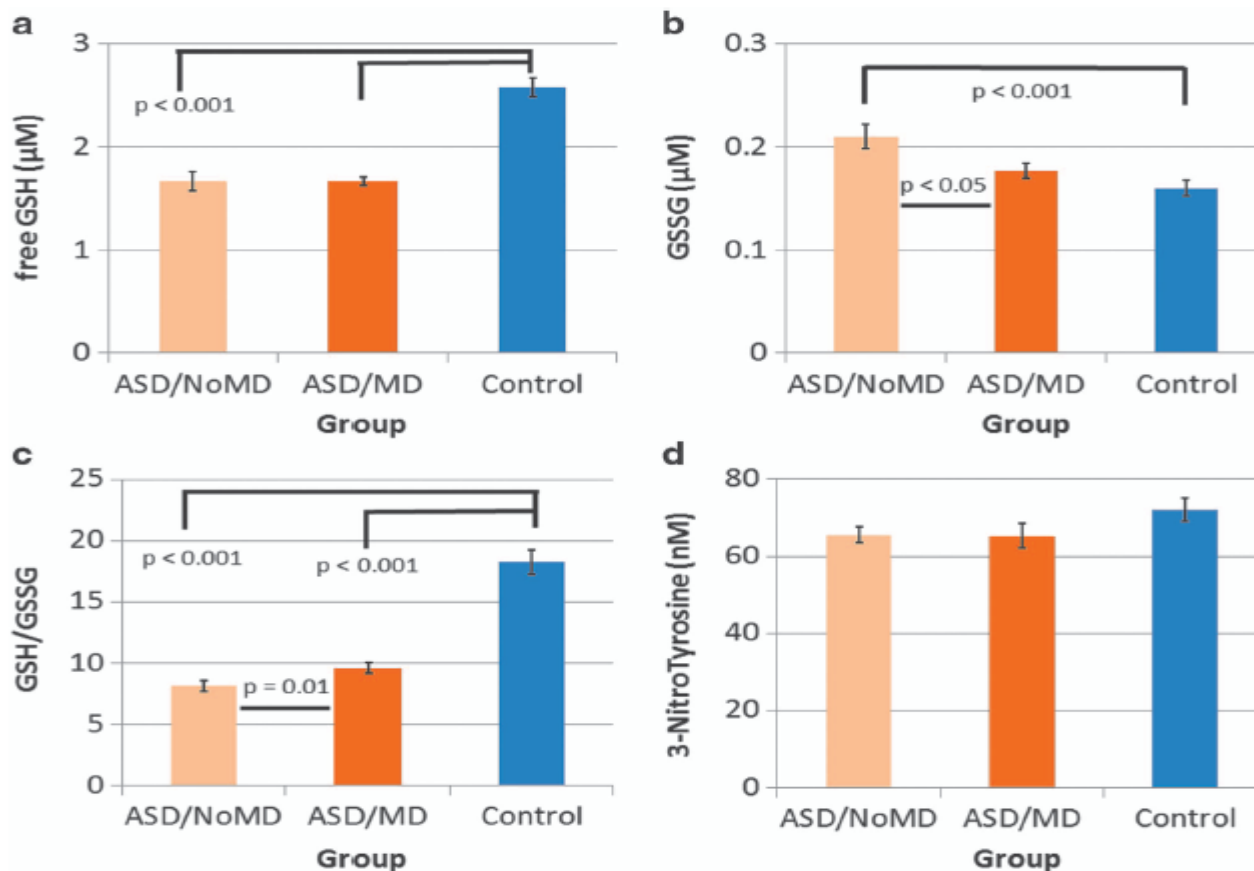 a
3
2
1
0
free GSH (µM)
p < 0.001
ASD/NoMD ASD/MD Control
Group
b
0.3
0.2
0.1
0
GSSG (µM)
p < 0.001
p < 0.05
ASD/NoMD ASD/MD Control
Group
c
25
20
15
10
5
0
GSH/GSSG
p < 0.001 p < 0.001
p = 0.01
ASD/NoMD ASD/MD Control
Group
d
80
60
40
20
0
3-NitroTyrosine (nM)
ASD/NoMD ASD/MD Control
Group